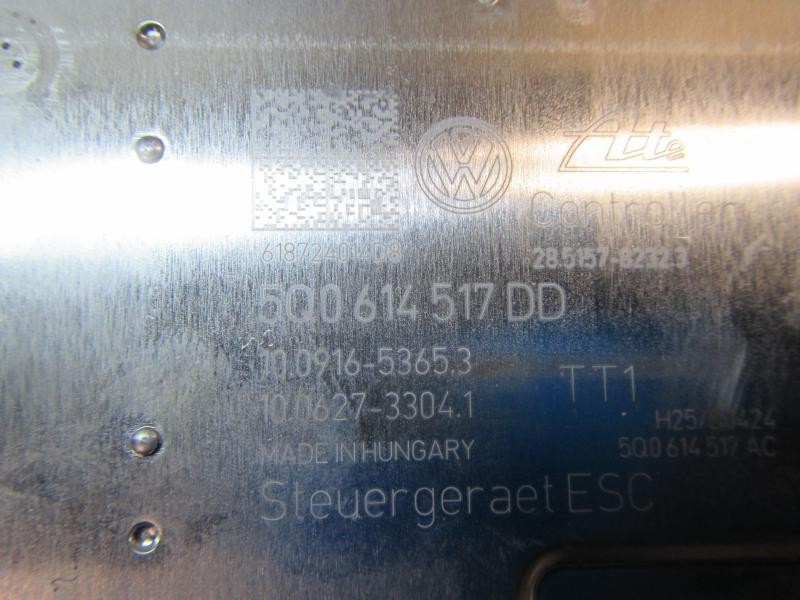 Ate
Controller
61872401408
28.5157-8232.3
5Q0 614 517 DD
10.0916-5365.3
10.0627-3304.1
TT1
MADE IN HUNGARY
5Q0 614 517 AC
Steuergeraet ESC